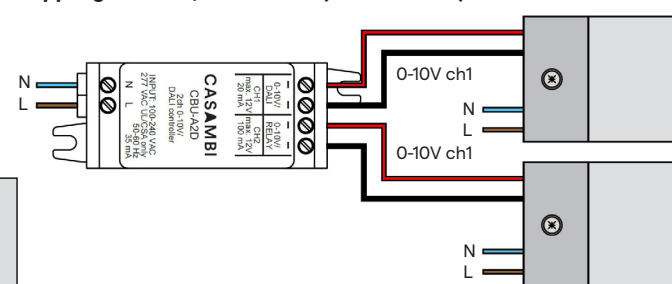 N
L
INPUT: 100-240 VAC
277 VAC UL/CSA only
50-60 Hz
35 mA
N L
2ch 0-10V/
DALI controller
CBU-A2D
CASAMBI
0-10V/
DALI
CH1
max. 12V
20 mA
0-10V/
RELAY
CH2
max. 12V
100 mA
0-10V ch1
N
L
0-10V ch1
N
L